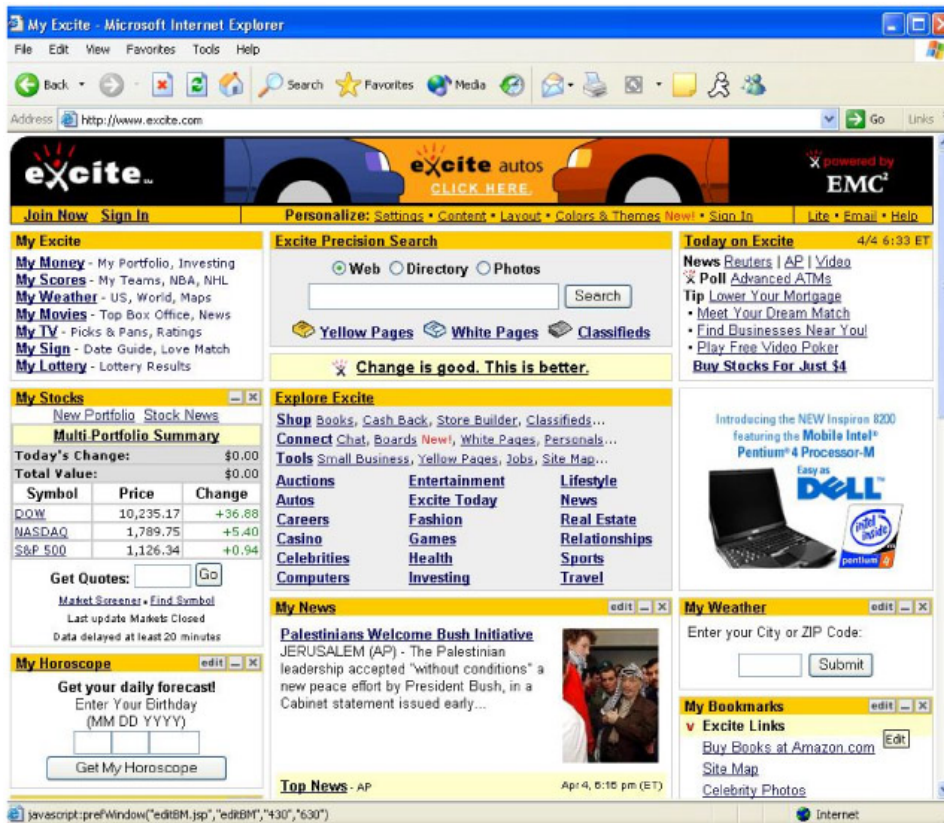 My Excite - Microsoft Internet Explorer
File Edit View Favorites Tools Help
Back Search Favorites Media
Address http://www.excite.com Go Links
excite
excite autos
CLICK HERE.
powered by
EMC²
Join Now Sign In
Personalize: Settings • Content • Layout • Colors & Themes New! • Sign In
Lite • Email • Help
My Excite
My Money - My Portfolio, Investing
My Scores - My Teams, NBA, NHL
My Weather - US, World, Maps
My Movies - Top Box Office, News
My TV - Picks & Pans, Ratings
My Sign - Date Guide, Love Match
My Lottery - Lottery Results
Excite Precision Search
Web Directory Photos
Search
Yellow Pages White Pages Classifieds
Change is good. This is better.
Today on Excite 4/4 6:33 ET
News Reuters | AP | Video
Poll Advanced ATMs
Tip Lower Your Mortgage
• Meet Your Dream Match
• Find Businesses Near You!
• Play Free Video Poker
Buy Stocks For Just $4
My Stocks
New Portfolio Stock News
Multi Portfolio Summary
Today's Change: $0.00
Total Value: $0.00
Symbol Price Change
DOW 10,235.17 +36.88
NASDAQ 1,789.75 +5.40
S&P 500 1,126.34 +0.94
Get Quotes: Go
Market Screener • Find Symbol
Last update Markets Closed
Data delayed at least 20 minutes
Explore Excite
Shop Books, Cash Back, Store Builder, Classifieds...
Connect Chat, Boards New!, White Pages, Personals...
Tools Small Business, Yellow Pages, Jobs, Site Map...
Auctions Entertainment Lifestyle
Autos Excite Today News
Careers Fashion Real Estate
Casino Games Relationships
Celebrities Health Sports
Computers Investing Travel
Introducing the NEW Inspiron 8200
featuring the Mobile Intel®
Pentium® 4 Processor-M
Easy as
DELL™
intel
inside
pentium 4
My Horoscope edit
Get your daily forecast!
Enter Your Birthday
(MM DD YYYY)
Get My Horoscope
My News edit
Palestinians Welcome Bush Initiative
JERUSALEM (AP) - The Palestinian
leadership accepted "without conditions" a
new peace effort by President Bush, in a
Cabinet statement issued early...
Top News - AP Apr 4, 6:16 pm (ET)
My Weather edit
Enter your City or ZIP Code:
Submit
My Bookmarks edit
v Excite Links
Edit
Buy Books at Amazon.com
Site Map
Celebrity Photos
javascript:prefWindow("editBM.jsp","editBM","430","630")
Internet